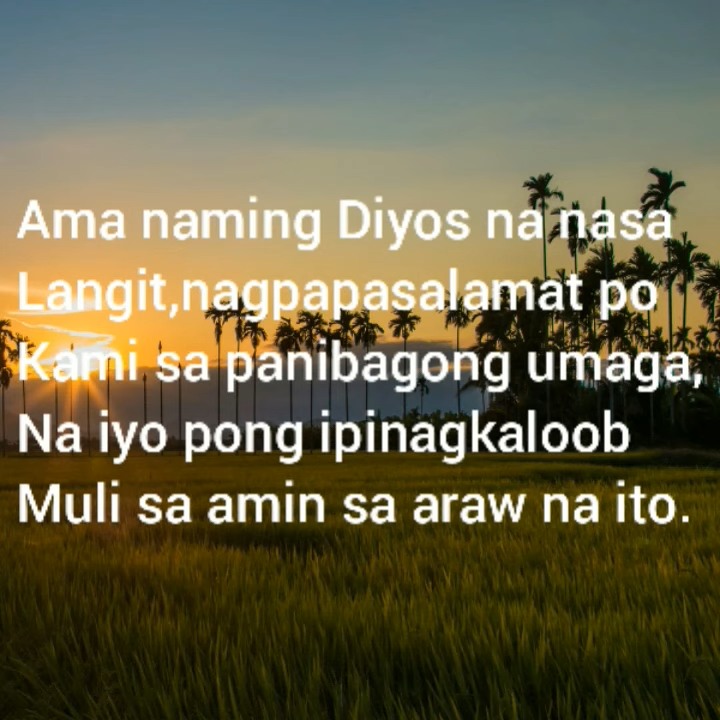 Ama naming Diyos na nasa
Langit,nagpapasalamat po
Kami sa panibagong umaga,
Na iyo pong ipinagkaloob
Muli sa amin sa araw na ito.